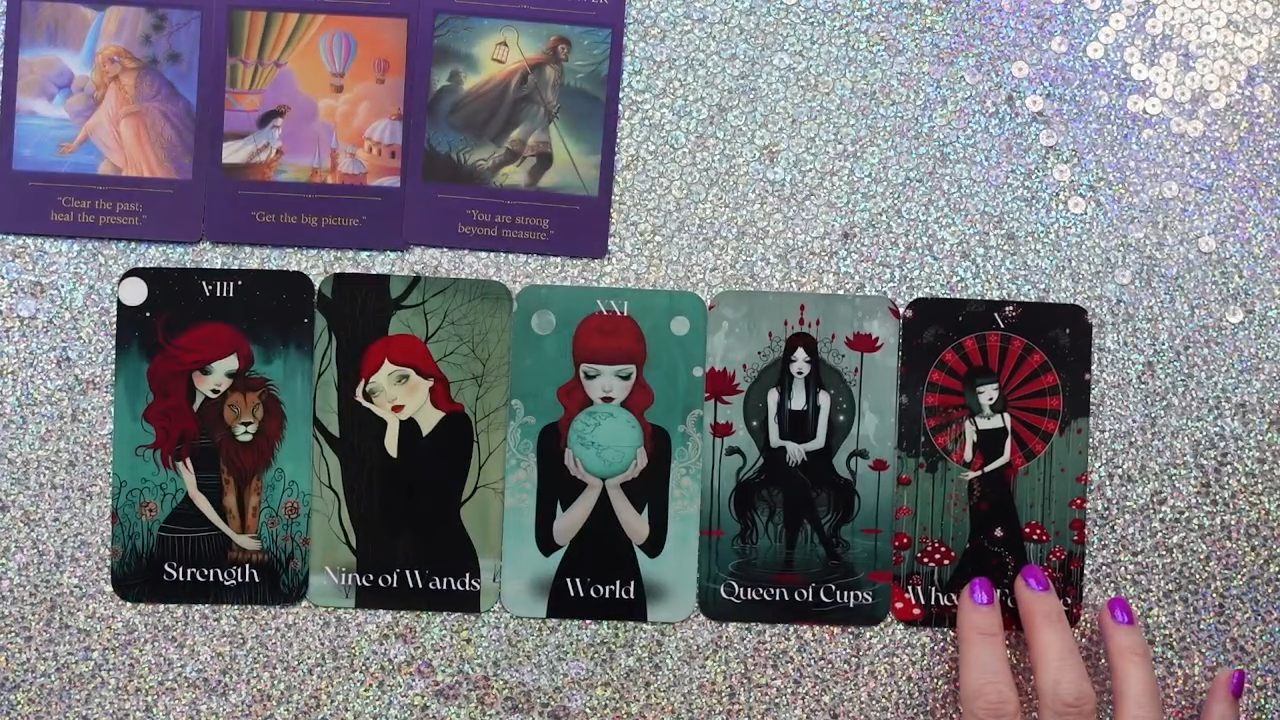 "Clear the past;
heal the present."
"Get the big picture."
"You are strong
beyond measure."
VIII
XXI
X
Strength
Nine of Wands
World
Queen of Cups